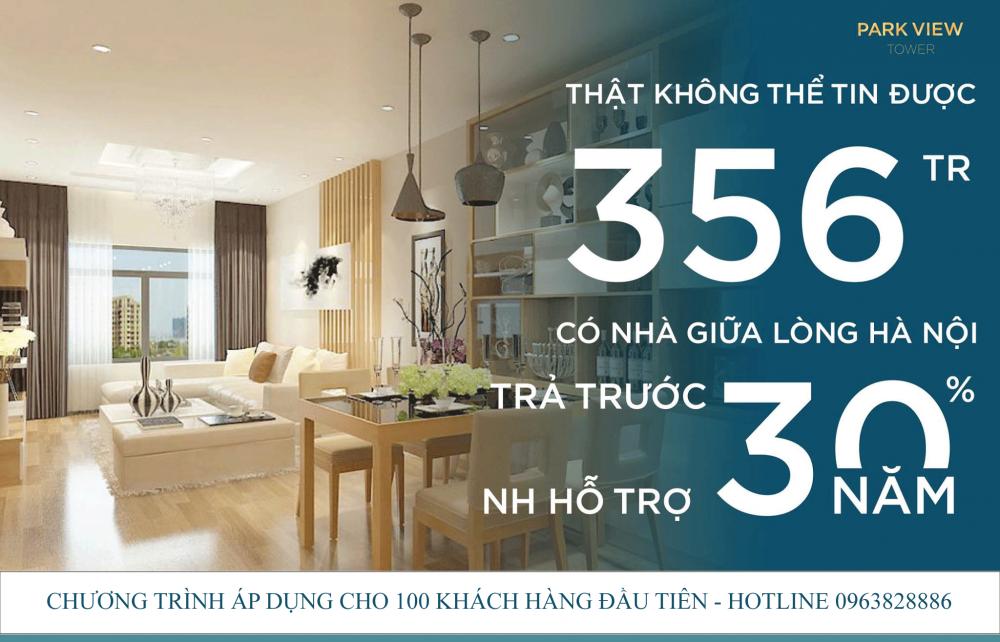 PARK VIEW
TOWER
THẬT KHÔNG THỂ TIN ĐƯỢC
356 TR
CÓ NHÀ GIỮA LÒNG HÀ NỘI
TRẢ TRƯỚC 30%
NH HỖ TRỢ 30 NĂM
CHƯƠNG TRÌNH ÁP DỤNG CHO 100 KHÁCH HÀNG ĐẦU TIÊN - HOTLINE 0963828886